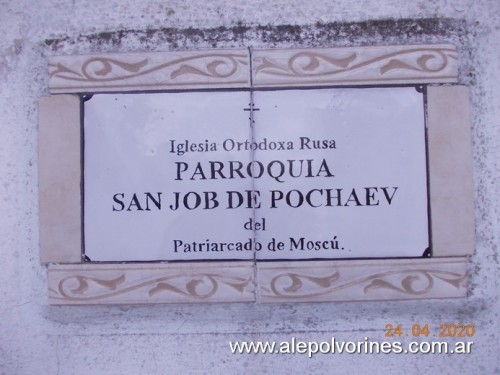 Iglesia Ortodoxa Rusa
PARROQUIA
SAN JOB DE POCHAEV
del
Patriarcado de Moscú.
24.04.2020
www.alepolvorines.com.ar